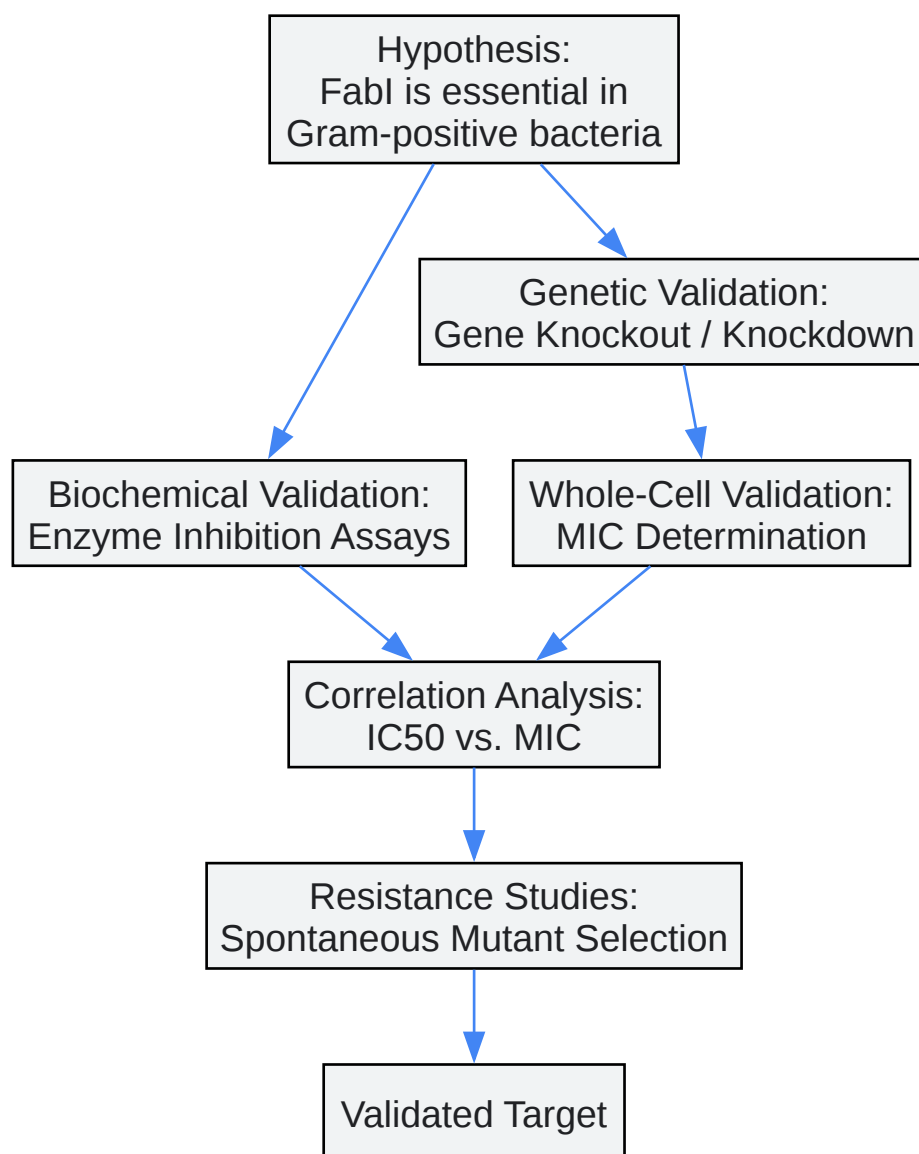 Hypothesis:
FabI is essential in
Gram-positive bacteria
Genetic Validation:
Gene Knockout / Knockdown
Biochemical Validation:
Enzyme Inhibition Assays
Whole-Cell Validation:
MIC Determination
Correlation Analysis:
IC50 vs. MIC
Resistance Studies:
Spontaneous Mutant Selection
Validated Target